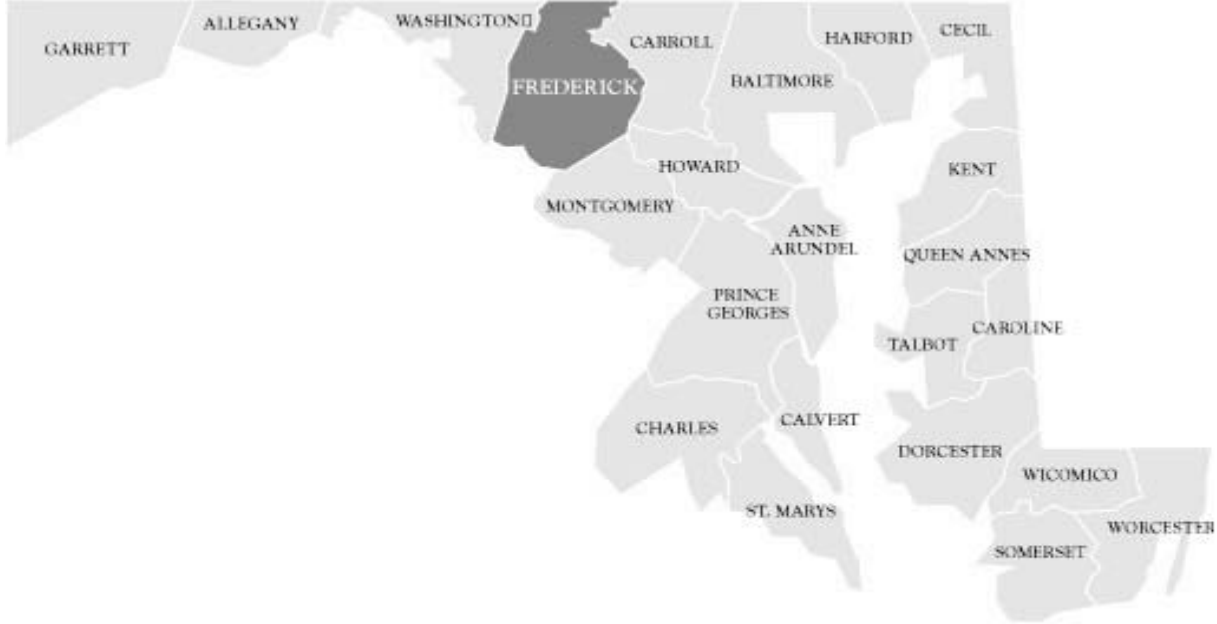 GARRETT
ALLEGANY
WASHINGTON▯
FREDERICK
CARROLL
BALTIMORE
HARFORD
CECIL
HOWARD
MONTGOMERY
KENT
ANNE
ARUNDEL
QUEEN ANNES
PRINCE
GEORGES
TALBOT
CAROLINE
CHARLES
CALVERT
DORCESTER
ST. MARYS
WICOMICO
WORCESTER
SOMERSET